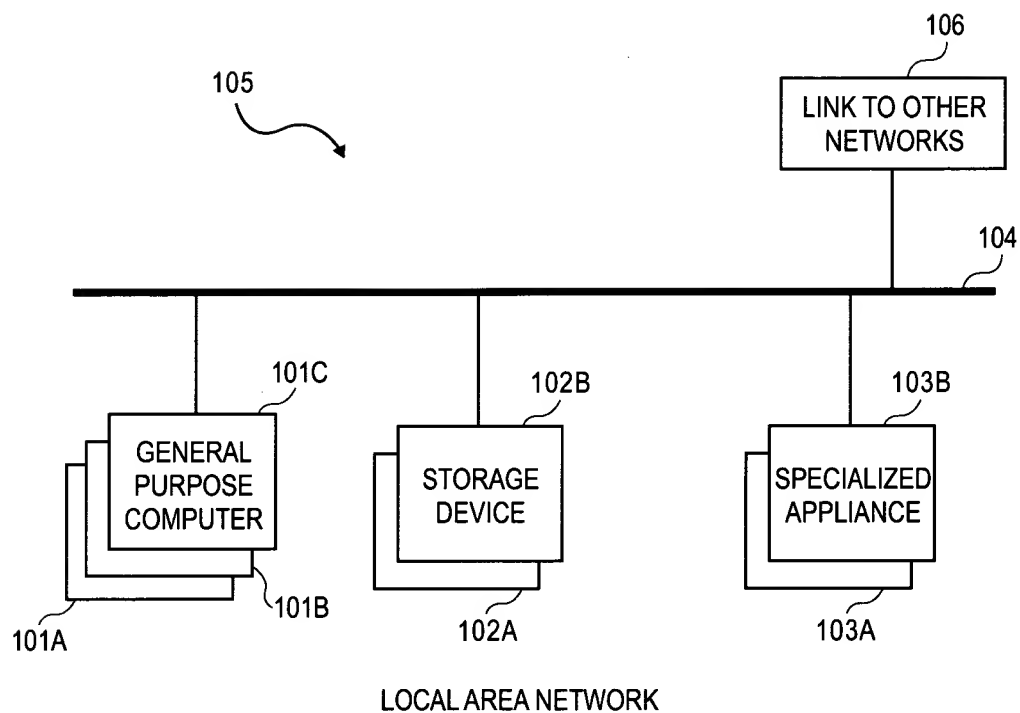 106
LINK TO OTHER
NETWORKS
105
104
101C
GENERAL
PURPOSE
COMPUTER
101B
101A
102B
STORAGE
DEVICE
102A
103B
SPECIALIZED
APPLIANCE
103A
LOCAL AREA NETWORK